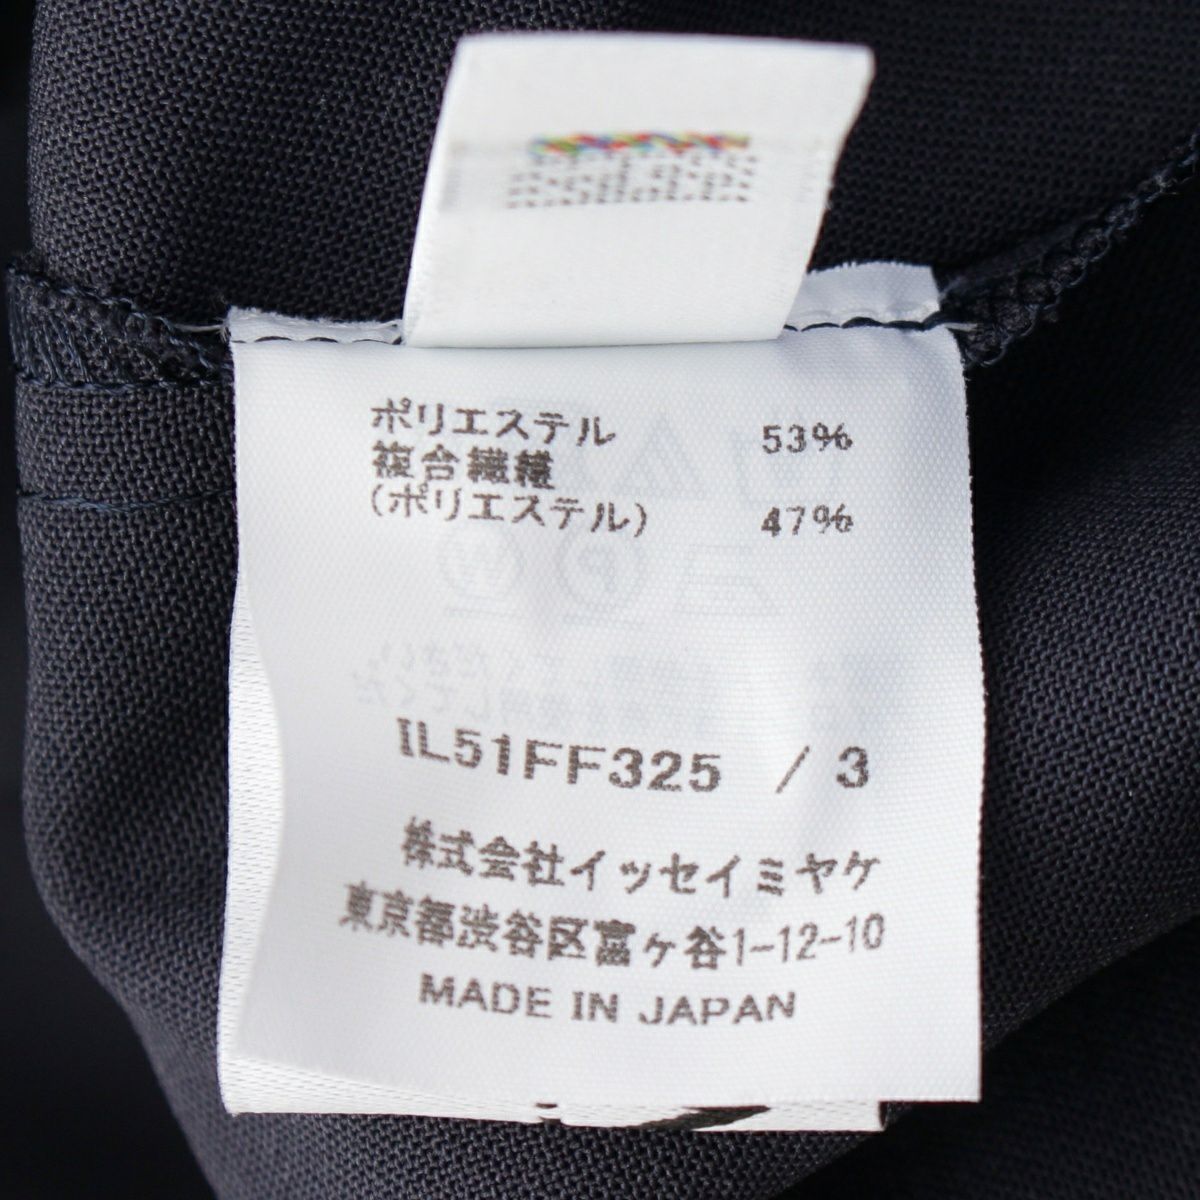 ポリエステル 53%
複合繊維
(ポリエステル) 47%
IL51FF325 / 3
株式会社イッセイミヤケ
東京都渋谷区富ヶ谷1-12-10
MADE IN JAPAN